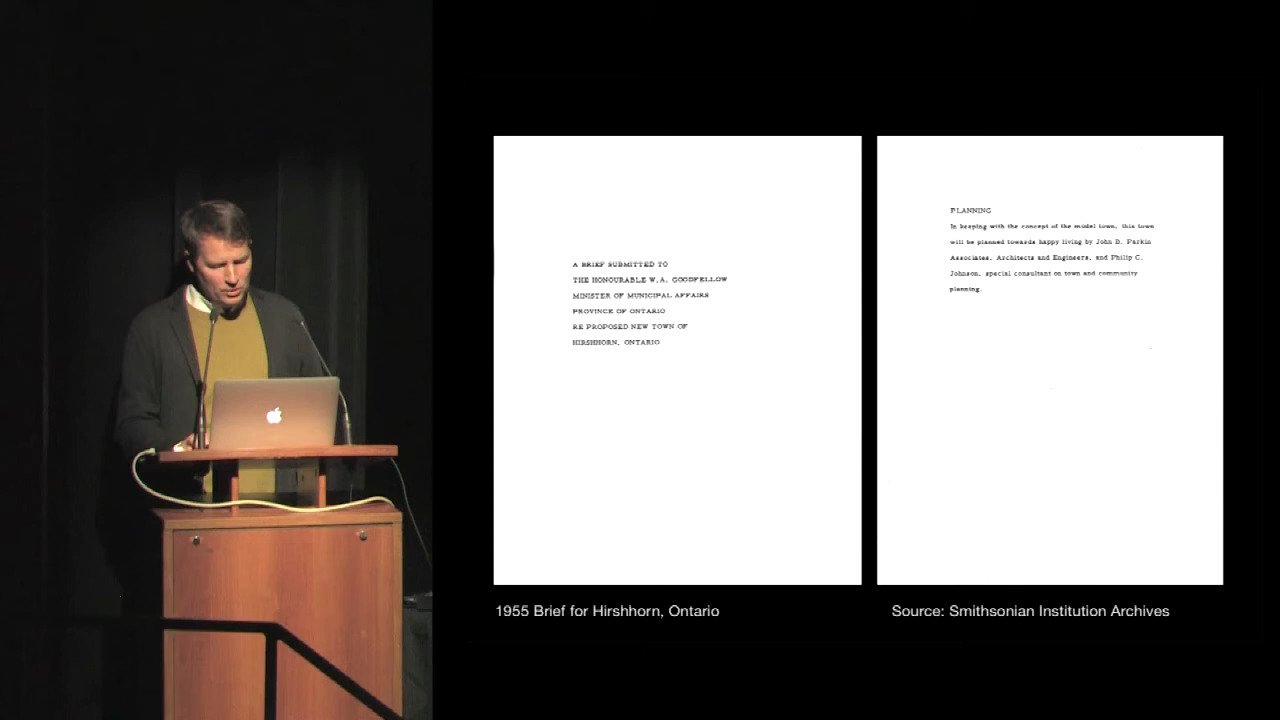 A BRIEF SUBMITTED TO
THE HONOURABLE W.A. GOODFELLOW
MINISTER OF MUNICIPAL AFFAIRS
PROVINCE OF ONTARIO
RE PROPOSED NEW TOWN OF
HIRSHHORN, ONTARIO
PLANNING
In keeping with the concept of the model town, this town
will be planned towards happy living by John D. Parkin
Associates, Architects and Engineers, and Philip C.
Johnson, special consultant on town and community
planning.
1955 Brief for Hirshhorn, Ontario
Source: Smithsonian Institution Archives